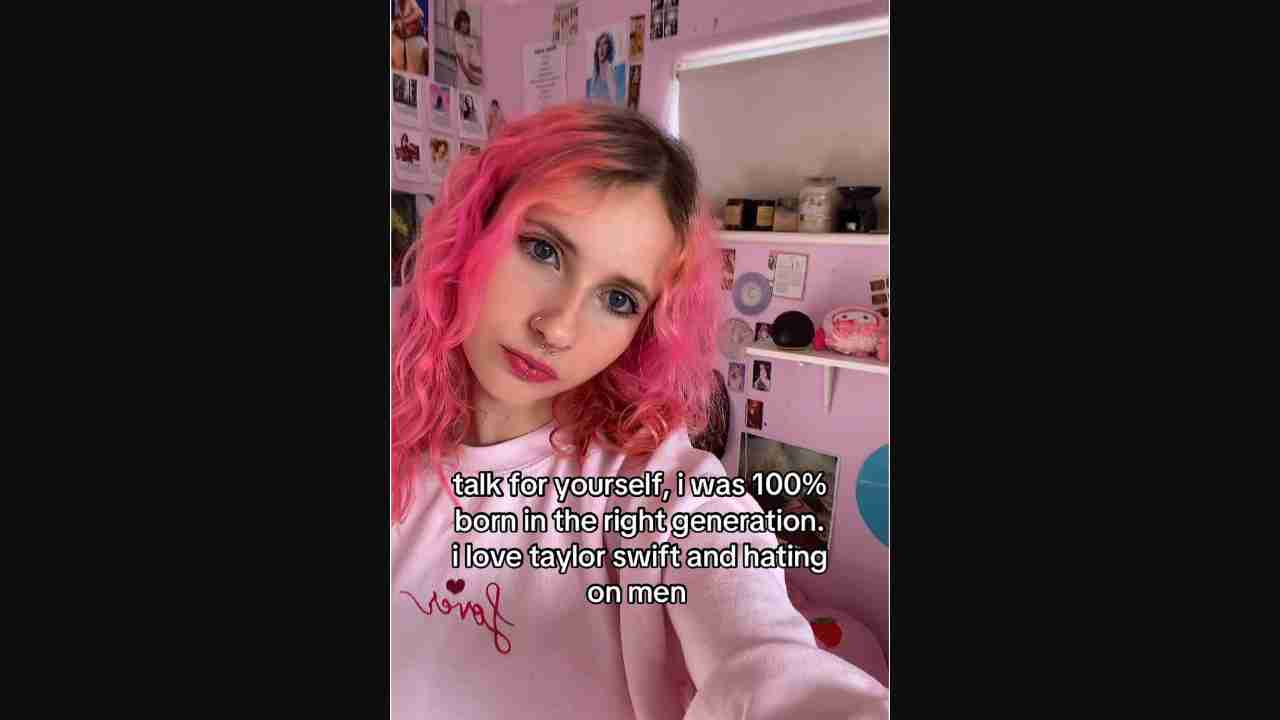 talk for yourself, i was 100%
born in the right generation.
i love taylor swift and hating
on men
lover